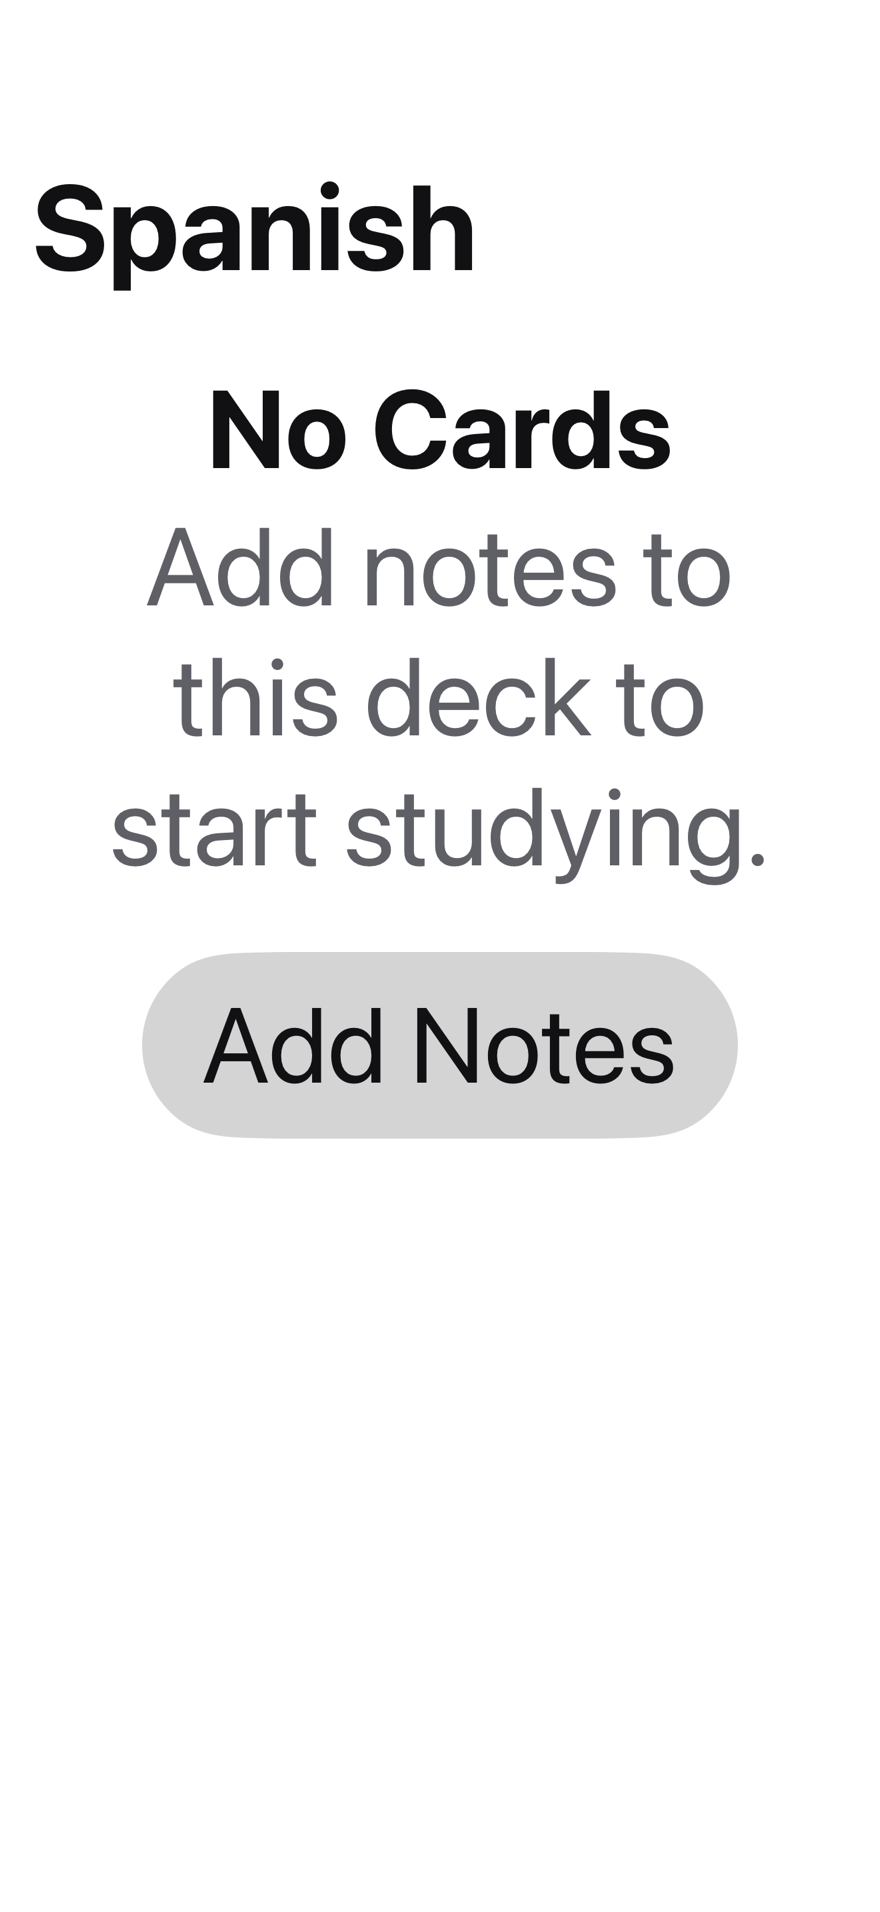 Spanish
No Cards
Add notes to
this deck to
start studying.
Add Notes